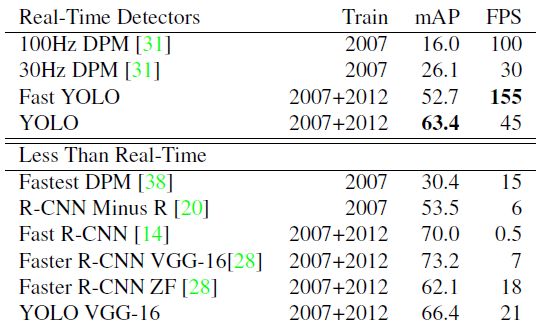 Real-Time Detectors Train mAP FPS
100Hz DPM [31] 2007 16.0 100
30Hz DPM [31] 2007 26.1 30
Fast YOLO 2007+2012 52.7 155
YOLO 2007+2012 63.4 45
Less Than Real-Time
Fastest DPM [38] 2007 30.4 15
R-CNN Minus R [20] 2007 53.5 6
Fast R-CNN [14] 2007+2012 70.0 0.5
Faster R-CNN VGG-16[28] 2007+2012 73.2 7
Faster R-CNN ZF [28] 2007+2012 62.1 18
YOLO VGG-16 2007+2012 66.4 21